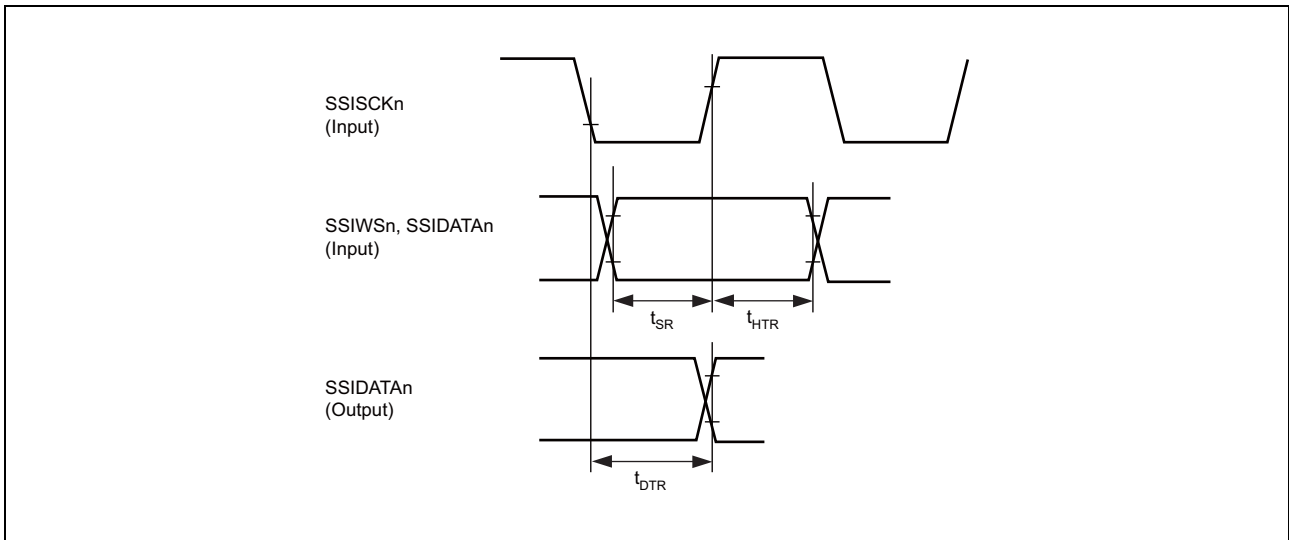 SSISCKn
(Input)
SSIWSn, SSIDATAn
(Input)
tSR
tHTR
SSIDATAn
(Output)
tDTR